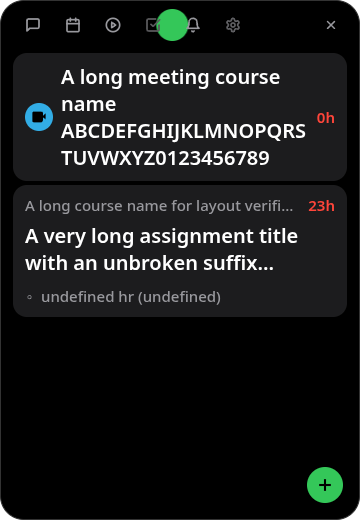 A long meeting course
name
ABCDEFGHIJKLMNOPQRS
TUVWXYZ0123456789
0h
A long course name for layout verifi...
23h
A very long assignment title
with an unbroken suffix...
undefined hr (undefined)